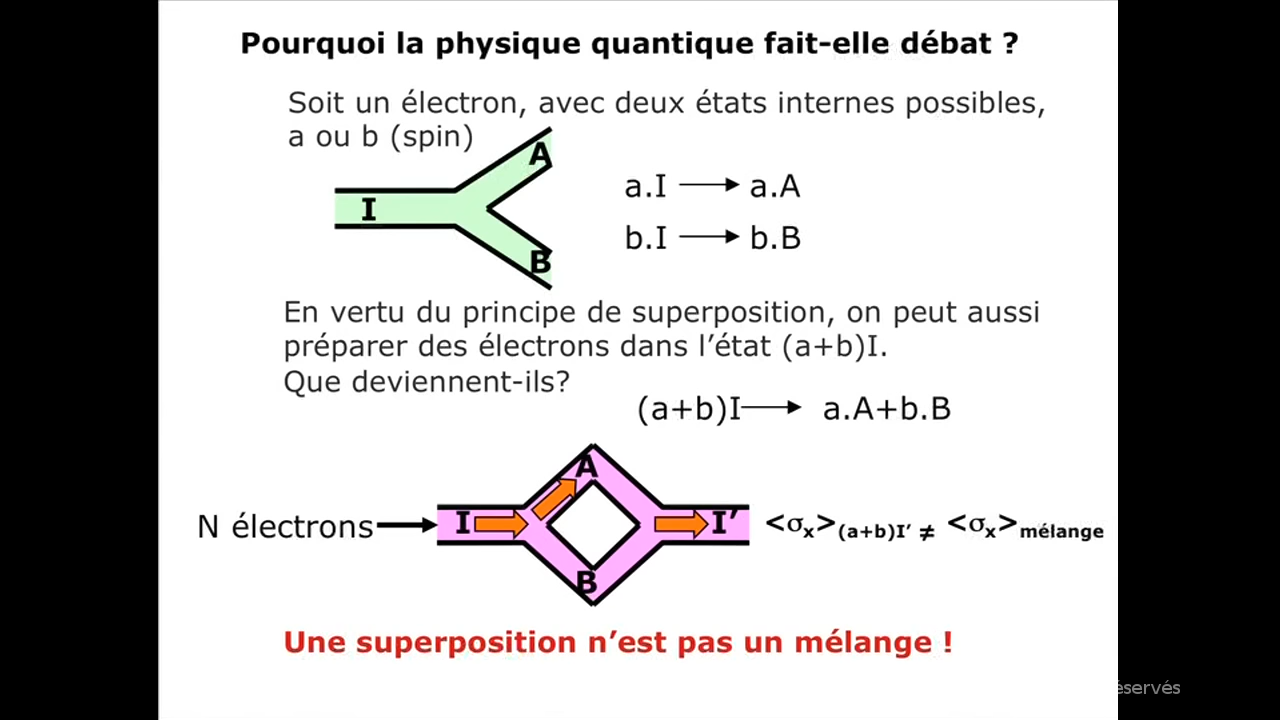 Pourquoi la physique quantique fait-elle débat ?
Soit un électron, avec deux états internes possibles,
a ou b (spin)
A
I
B
a.I → a.A
b.I → b.B
En vertu du principe de superposition, on peut aussi
préparer des électrons dans l’état (a+b)I.
Que deviennent-ils?
(a+b)I → a.A+b.B
A
N électrons
I
I’
<σx>(a+b)I’ ≠ <σx>mélange
B
Une superposition n’est pas un mélange !